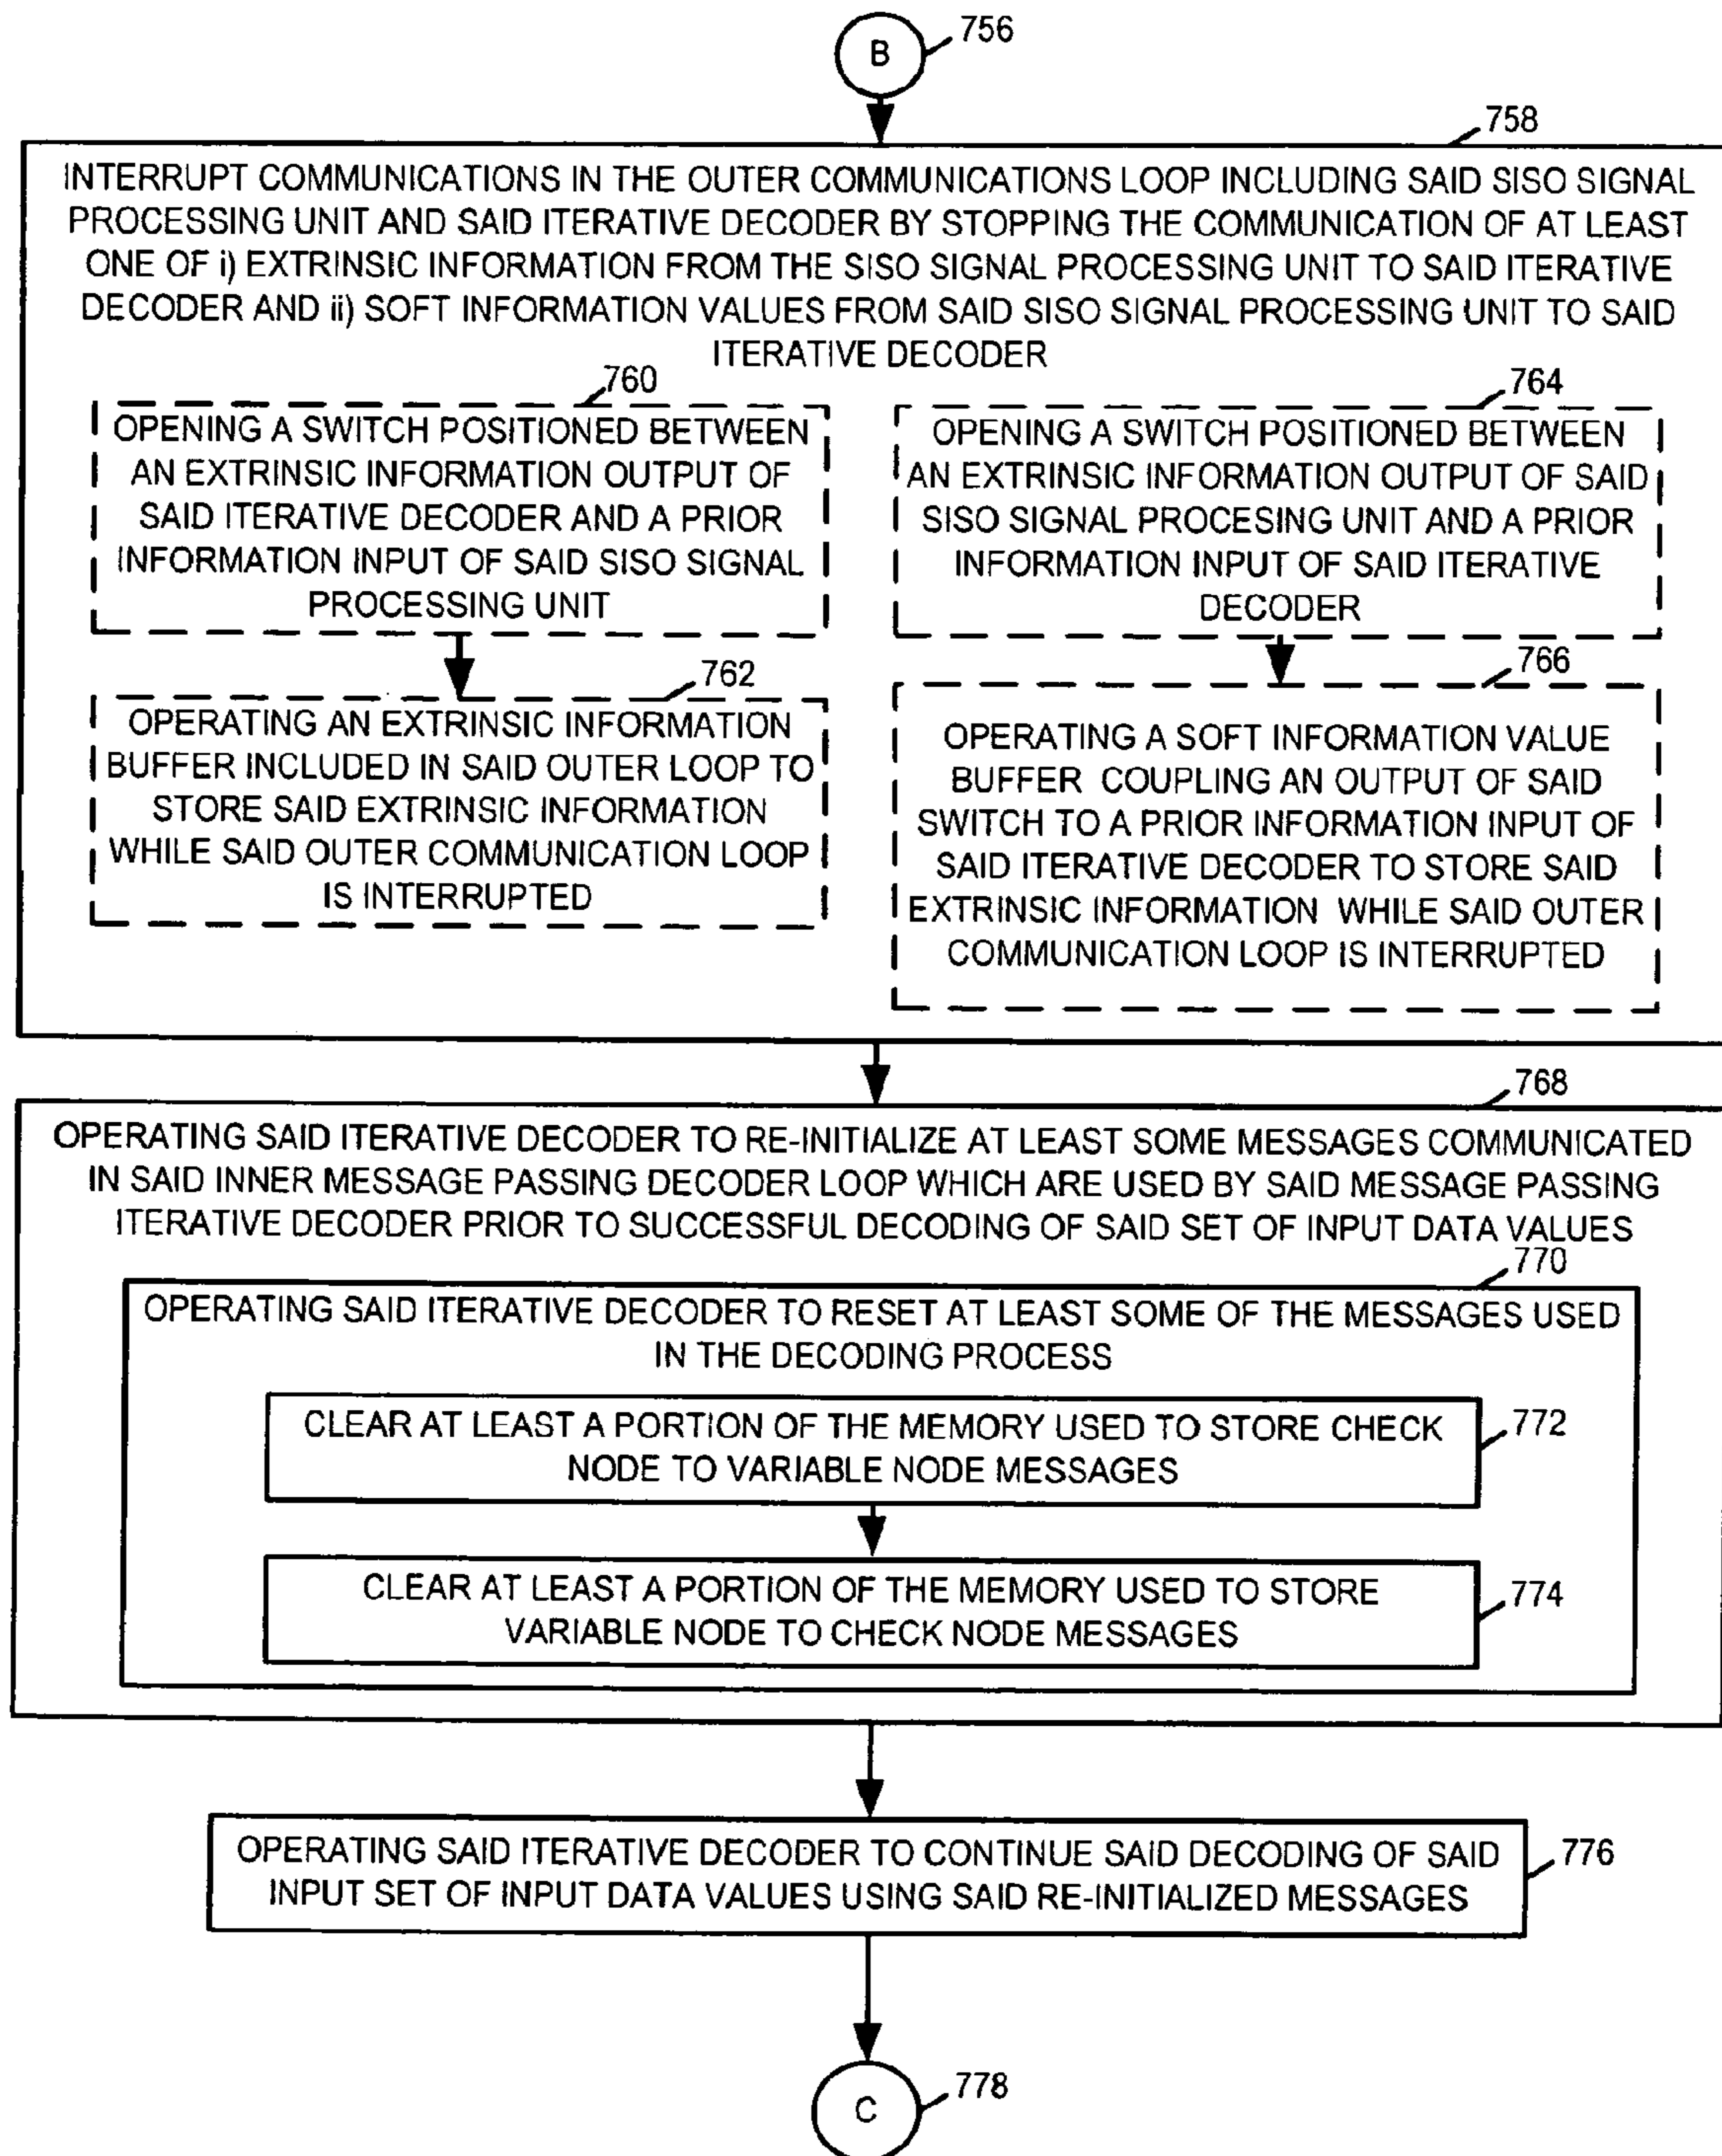 B
756
758
INTERRUPT COMMUNICATIONS IN THE OUTER COMMUNICATIONS LOOP INCLUDING SAID SISO SIGNAL
PROCESSING UNIT AND SAID ITERATIVE DECODER BY STOPPING THE COMMUNICATION OF AT LEAST
ONE OF i) EXTRINSIC INFORMATION FROM THE SISO SIGNAL PROCESSING UNIT TO SAID ITERATIVE
DECODER AND ii) SOFT INFORMATION VALUES FROM SAID SISO SIGNAL PROCESSING UNIT TO SAID
ITERATIVE DECODER
760
OPENING A SWITCH POSITIONED BETWEEN
AN EXTRINSIC INFORMATION OUTPUT OF
SAID ITERATIVE DECODER AND A PRIOR
INFORMATION INPUT OF SAID SISO SIGNAL
PROCESSING UNIT
762
OPERATING AN EXTRINSIC INFORMATION
BUFFER INCLUDED IN SAID OUTER LOOP TO
STORE SAID EXTRINSIC INFORMATION
WHILE SAID OUTER COMMUNICATION LOOP
IS INTERRUPTED
764
OPENING A SWITCH POSITIONED BETWEEN
AN EXTRINSIC INFORMATION OUTPUT OF SAID
SISO SIGNAL PROCESING UNIT AND A PRIOR
INFORMATION INPUT OF SAID ITERATIVE
DECODER
766
OPERATING A SOFT INFORMATION VALUE
BUFFER COUPLING AN OUTPUT OF SAID
SWITCH TO A PRIOR INFORMATION INPUT OF
SAID ITERATIVE DECODER TO STORE SAID
EXTRINSIC INFORMATION WHILE SAID OUTER
COMMUNICATION LOOP IS INTERRUPTED
768
OPERATING SAID ITERATIVE DECODER TO RE-INITIALIZE AT LEAST SOME MESSAGES COMMUNICATED
IN SAID INNER MESSAGE PASSING DECODER LOOP WHICH ARE USED BY SAID MESSAGE PASSING
ITERATIVE DECODER PRIOR TO SUCCESSFUL DECODING OF SAID SET OF INPUT DATA VALUES
770
OPERATING SAID ITERATIVE DECODER TO RESET AT LEAST SOME OF THE MESSAGES USED
IN THE DECODING PROCESS
CLEAR AT LEAST A PORTION OF THE MEMORY USED TO STORE CHECK
NODE TO VARIABLE NODE MESSAGES
772
CLEAR AT LEAST A PORTION OF THE MEMORY USED TO STORE
VARIABLE NODE TO CHECK NODE MESSAGES
774
OPERATING SAID ITERATIVE DECODER TO CONTINUE SAID DECODING OF SAID
INPUT SET OF INPUT DATA VALUES USING SAID RE-INITIALIZED MESSAGES
776
C
778